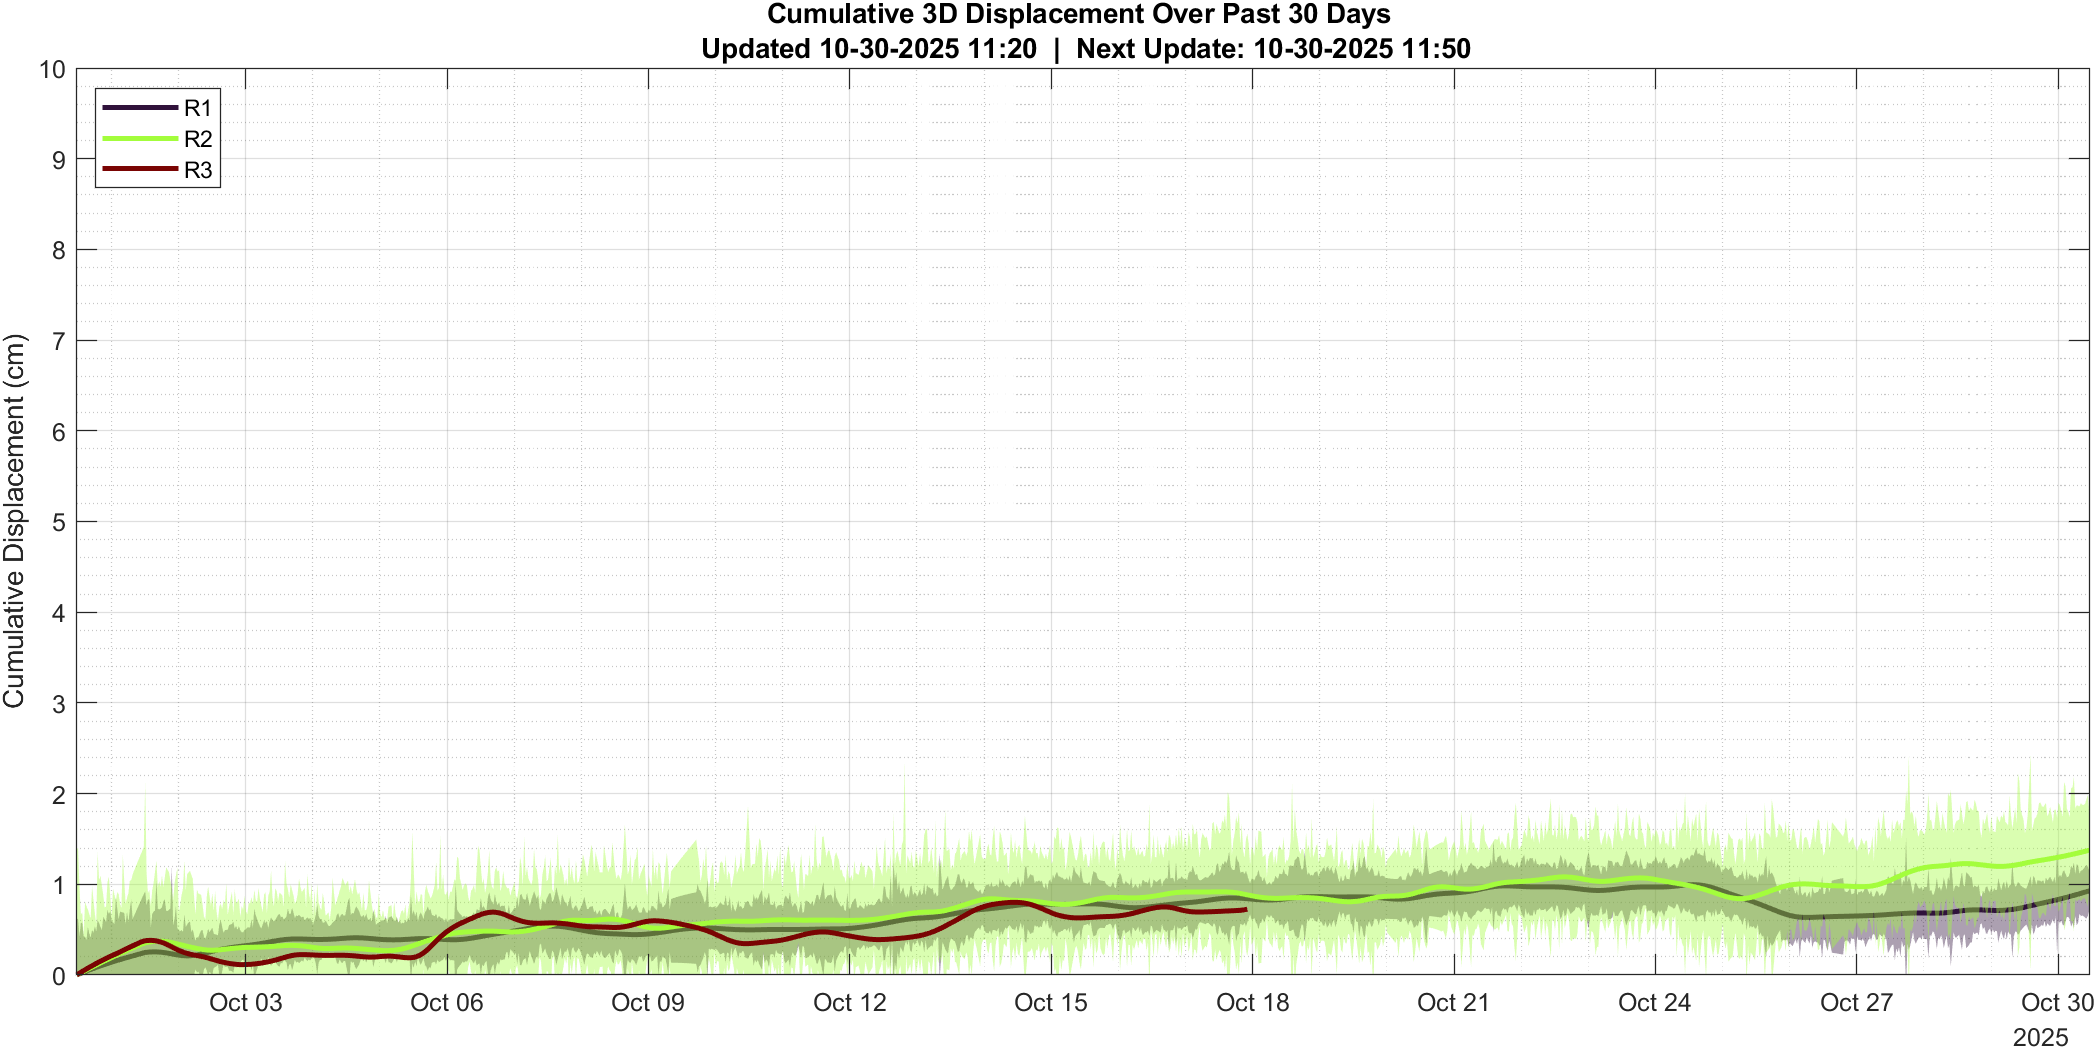 Cumulative 3D Displacement Over Past 30 Days
Updated 10-30-2025 11:20 | Next Update: 10-30-2025 11:50
R1
R2
R3
Cumulative Displacement (cm)
10
9
8
7
6
5
4
3
2
1
0
Oct 03 Oct 06 Oct 09 Oct 12 Oct 15 Oct 18 Oct 21 Oct 24 Oct 27 Oct 30
2025